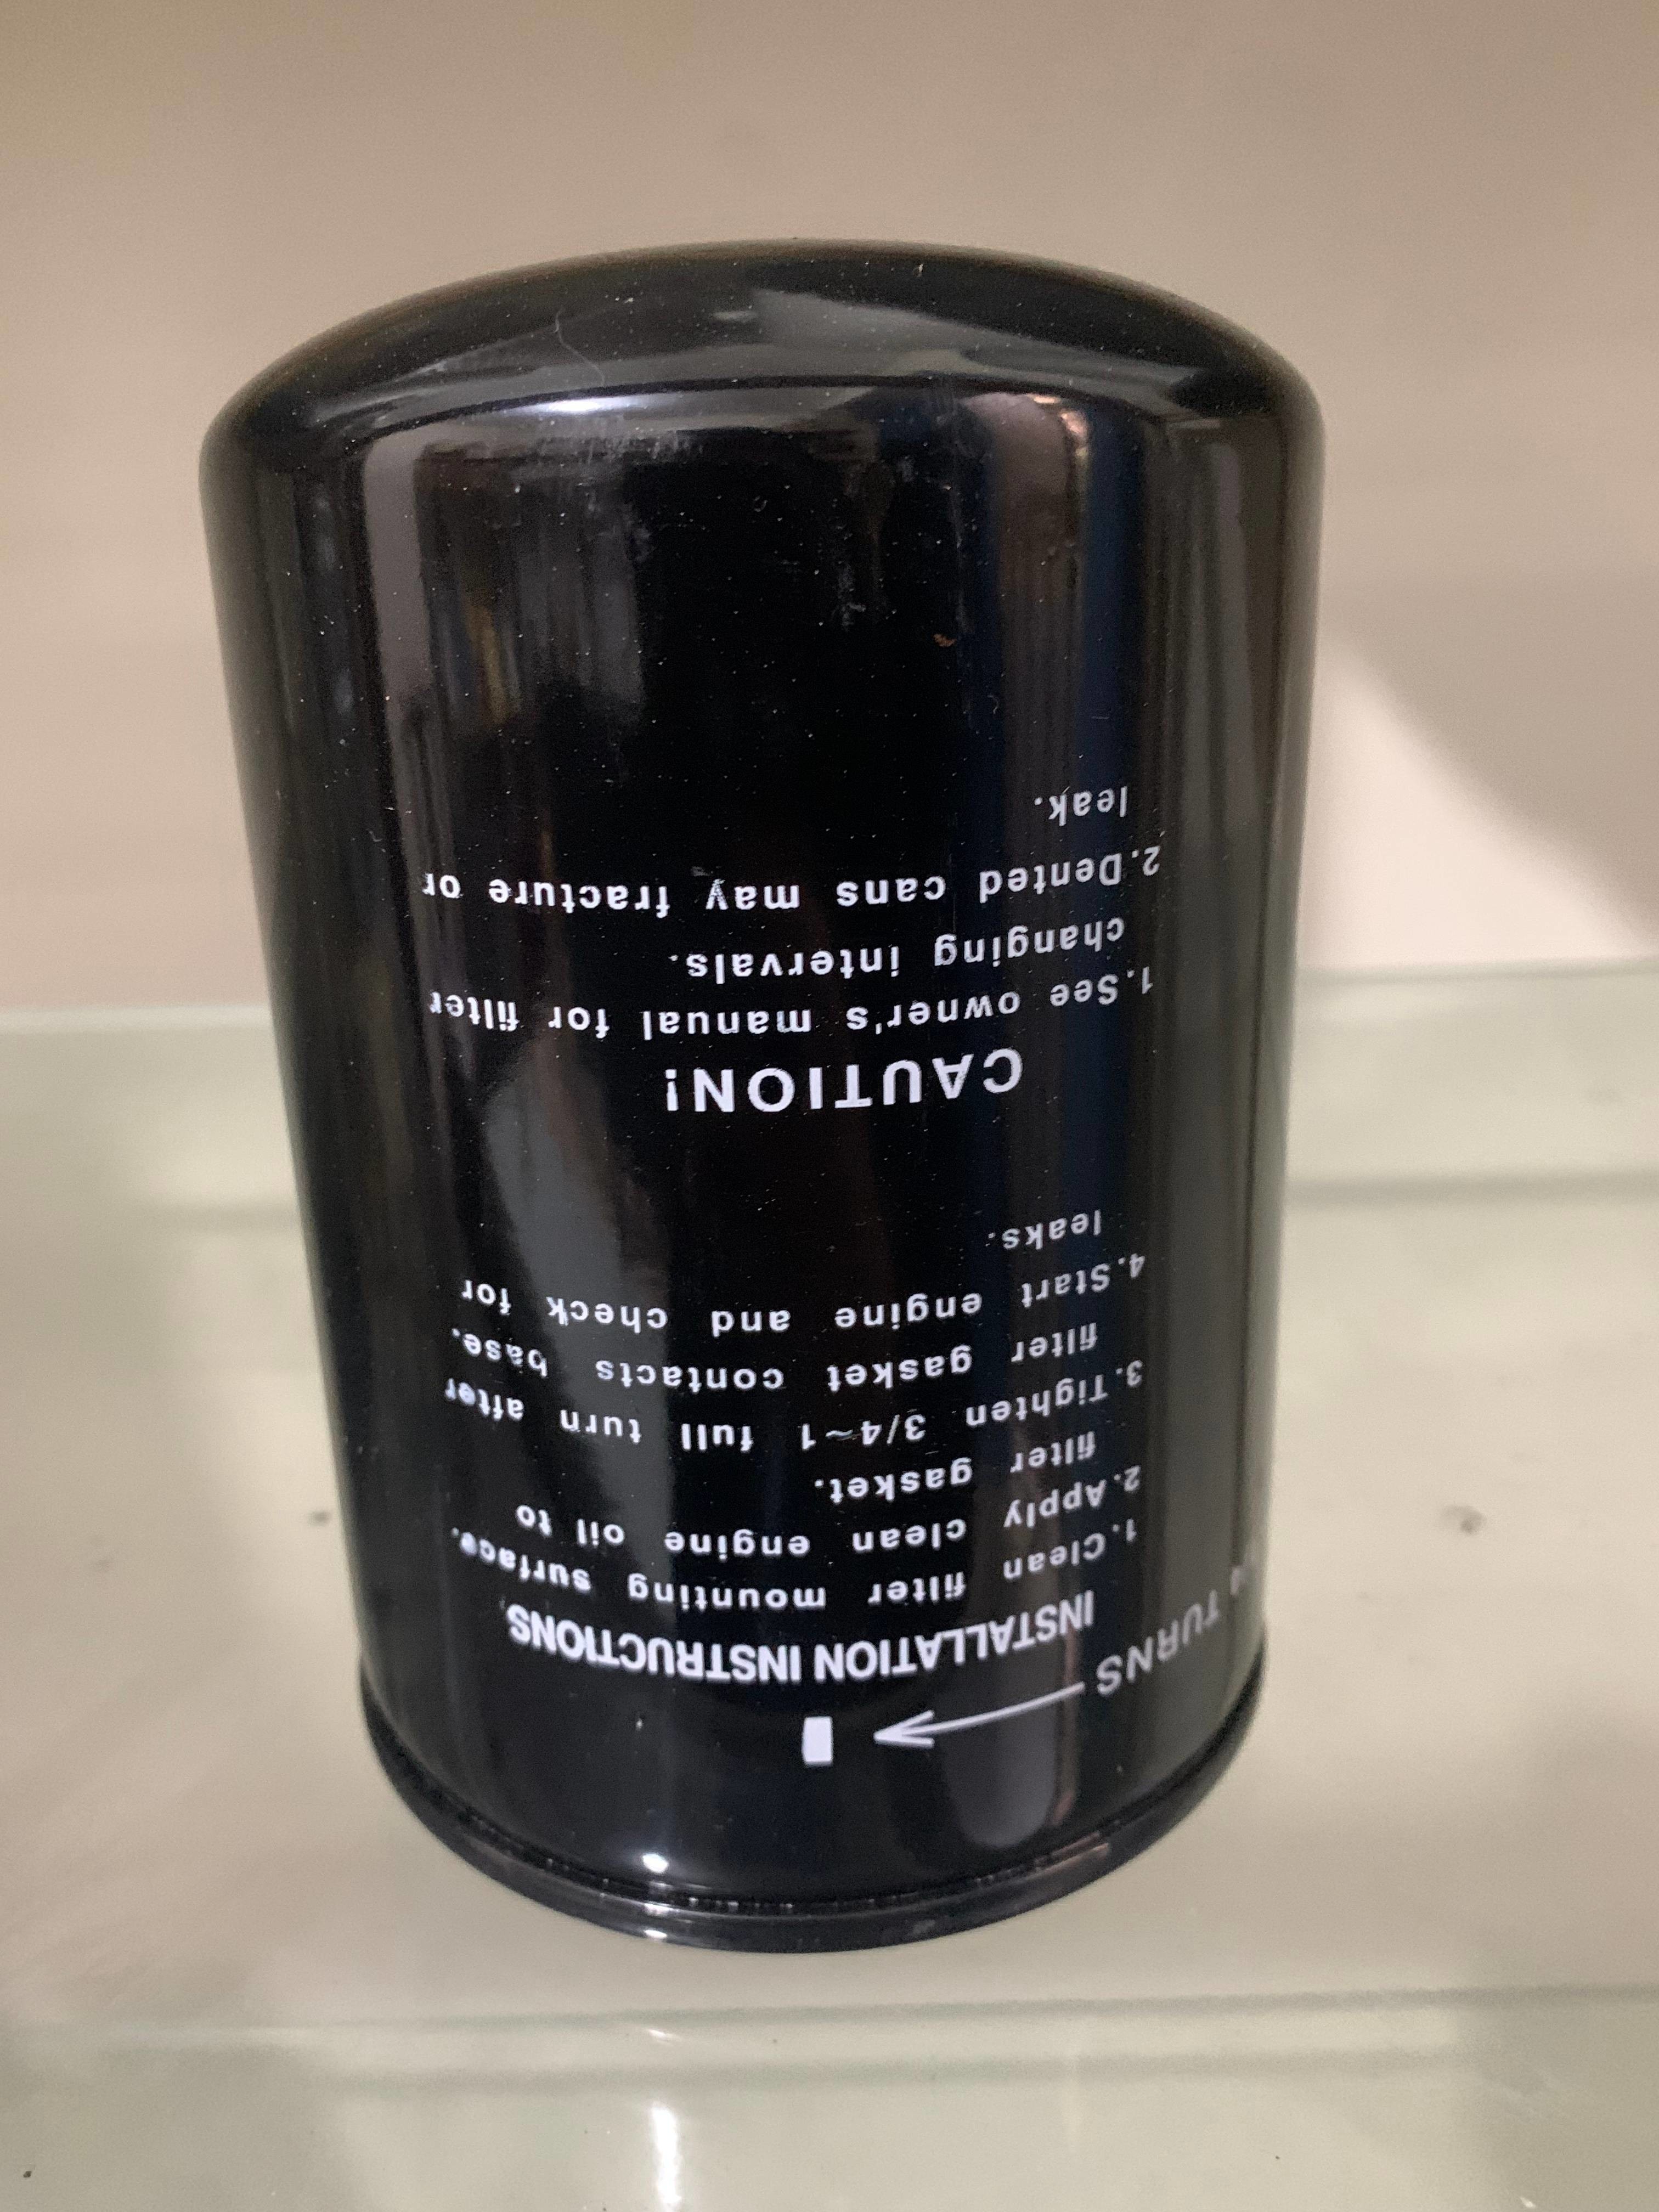 TURNS
INSTALLATION INSTRUCTIONS
1.Clean filter mounting surface.
2.Apply clean engine oil to
filter gasket.
3.Tighten 3/4~1 full turn after
filter gasket contacts base.
4.Start engine and check for
leaks.
CAUTION!
1.See owner's manual for filter
changing intervals.
2.Dented cans may fracture or
leak.